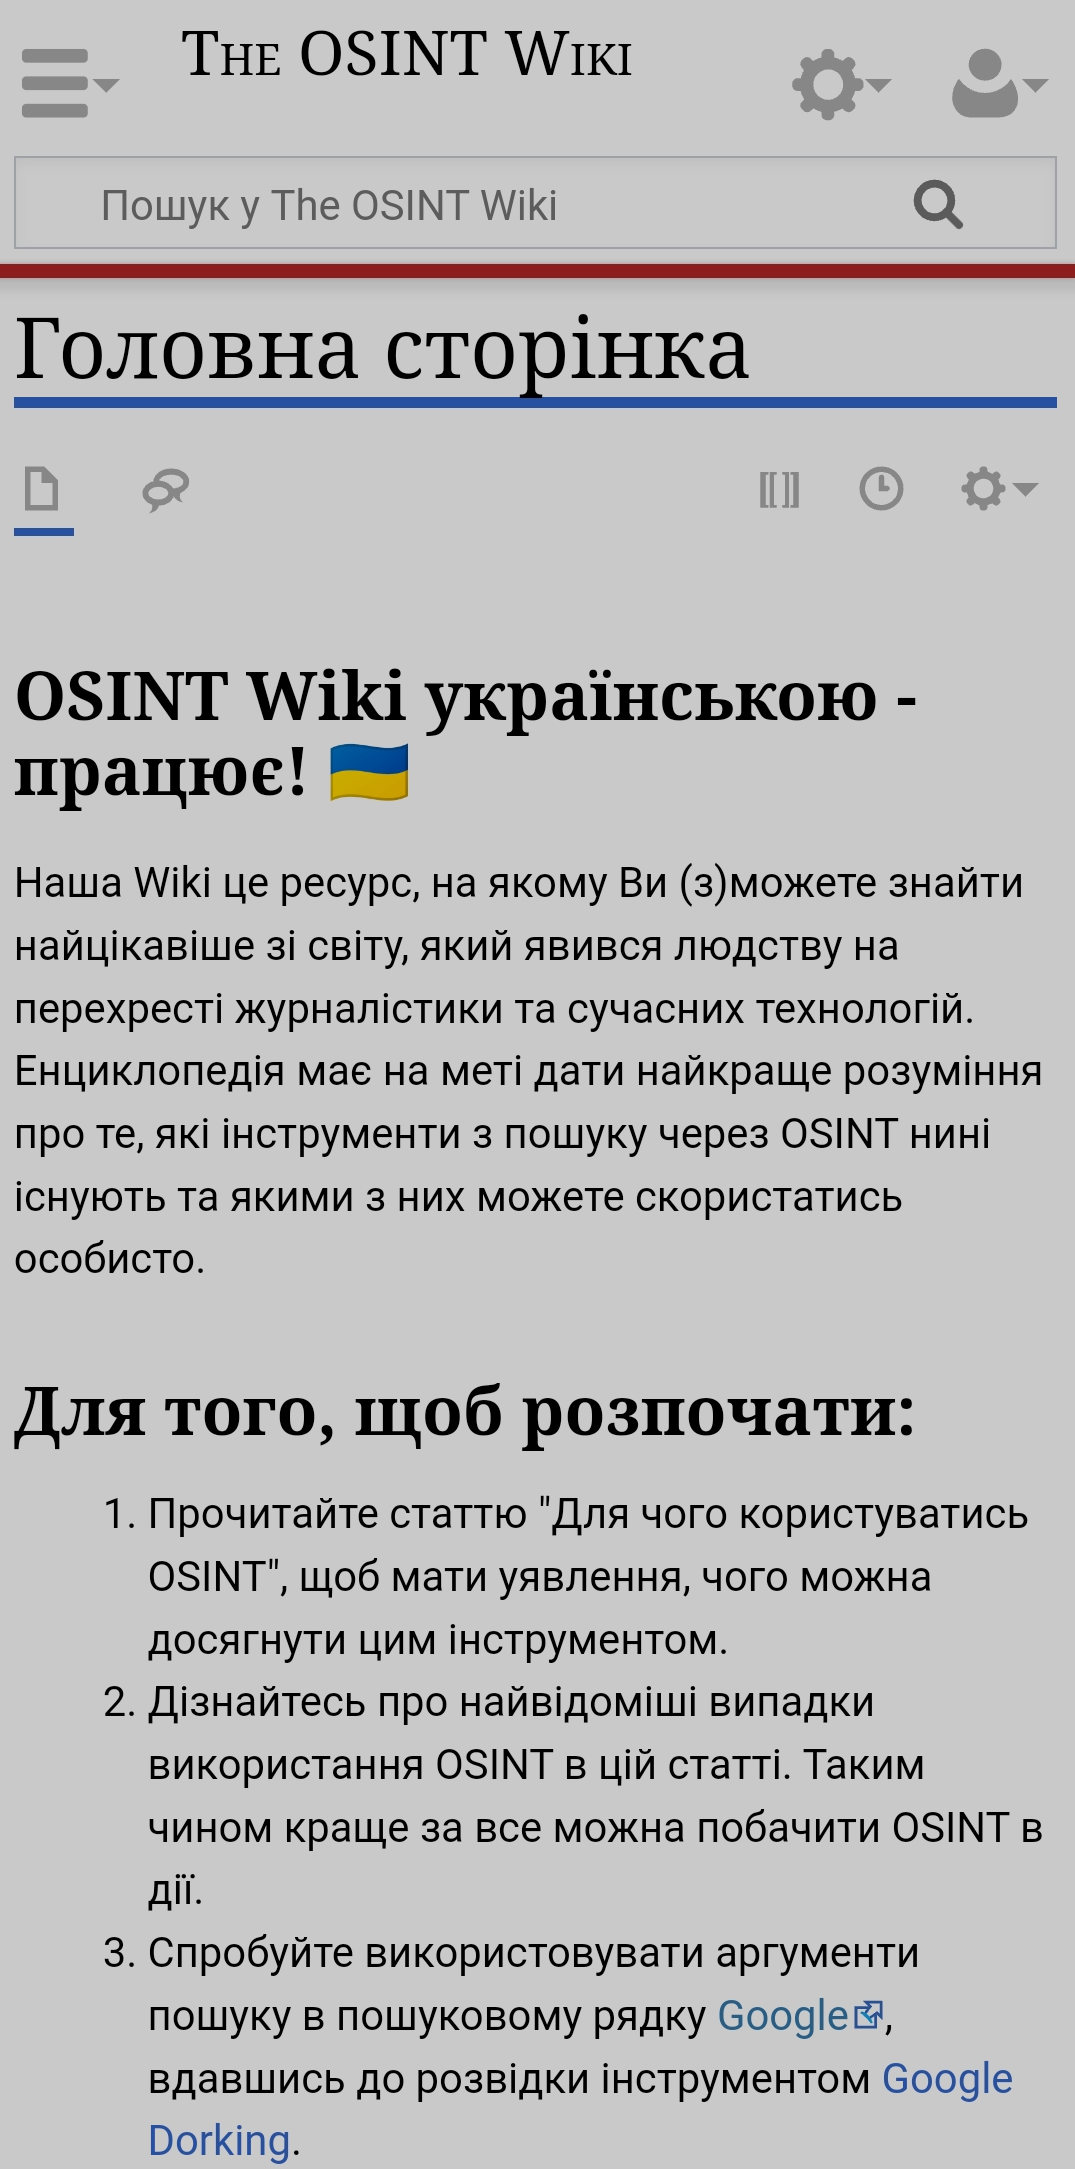 The OSINT Wiki
Пошук у The OSINT Wiki
Головна сторінка
[[ ]]
OSINT Wiki українською -
працює! 🇺🇦
Наша Wiki це ресурс, на якому Ви (з)можете знайти
найцікавіше зі світу, який явився людству на
перехресті журналістики та сучасних технологій.
Енциклопедія має на меті дати найкраще розуміння
про те, які інструменти з пошуку через OSINT нині
існують та якими з них можете скористатись
особисто.
Для того, щоб розпочати:
1. Прочитайте статтю "Для чого користуватись
OSINT", щоб мати уявлення, чого можна
досягнути цим інструментом.
2. Дізнайтесь про найвідоміші випадки
використання OSINT в цій статті. Таким
чином краще за все можна побачити OSINT в
дії.
3. Спробуйте використовувати аргументи
пошуку в пошуковому рядку Google,
вдавшись до розвідки інструментом Google
Dorking.